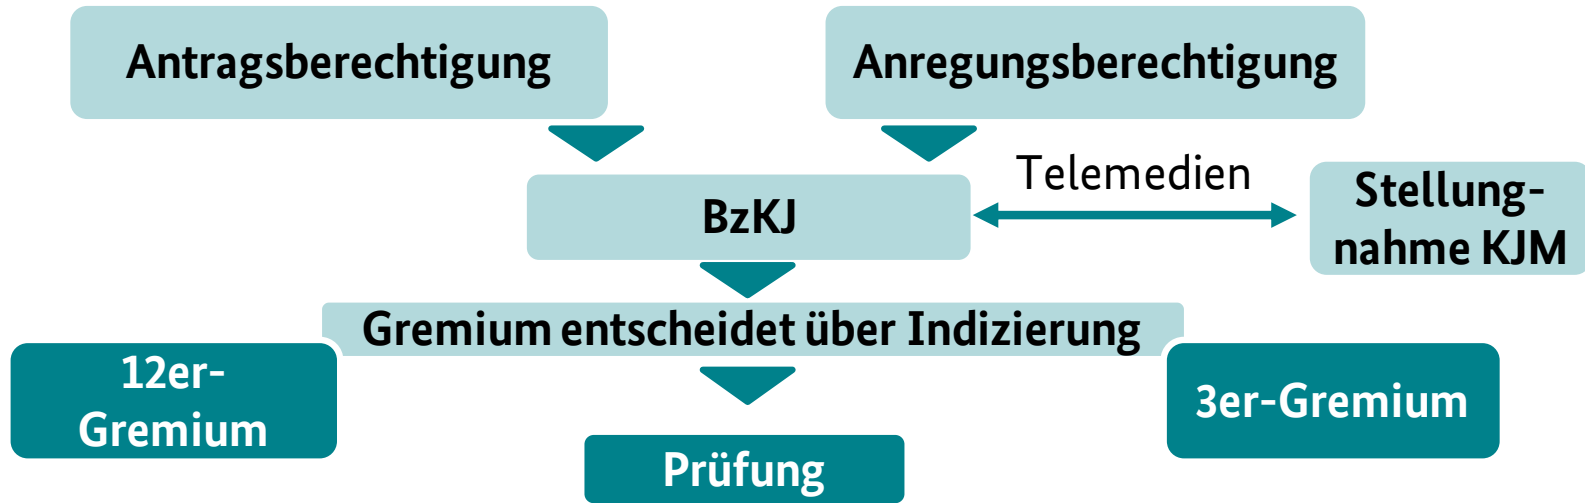 Antragsberechtigung
Anregungsberechtigung
Telemedien
BzKJ
Stellung-
nahme KJM
Gremium entscheidet über Indizierung
12er-
Gremium
3er-Gremium
Prüfung